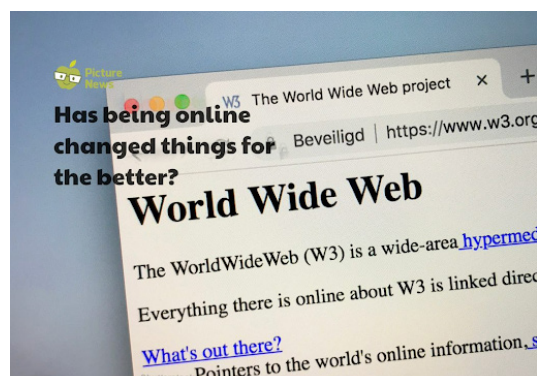 Picture
News
Has being online
changed things for
the better?
W3 The World Wide Web project × +
Beveiligd | https://www.w3.org
World Wide Web
The WorldWideWeb (W3) is a wide-area hypermed
Everything there is online about W3 is linked direc
What's out there?
Pointers to the world's online information, s